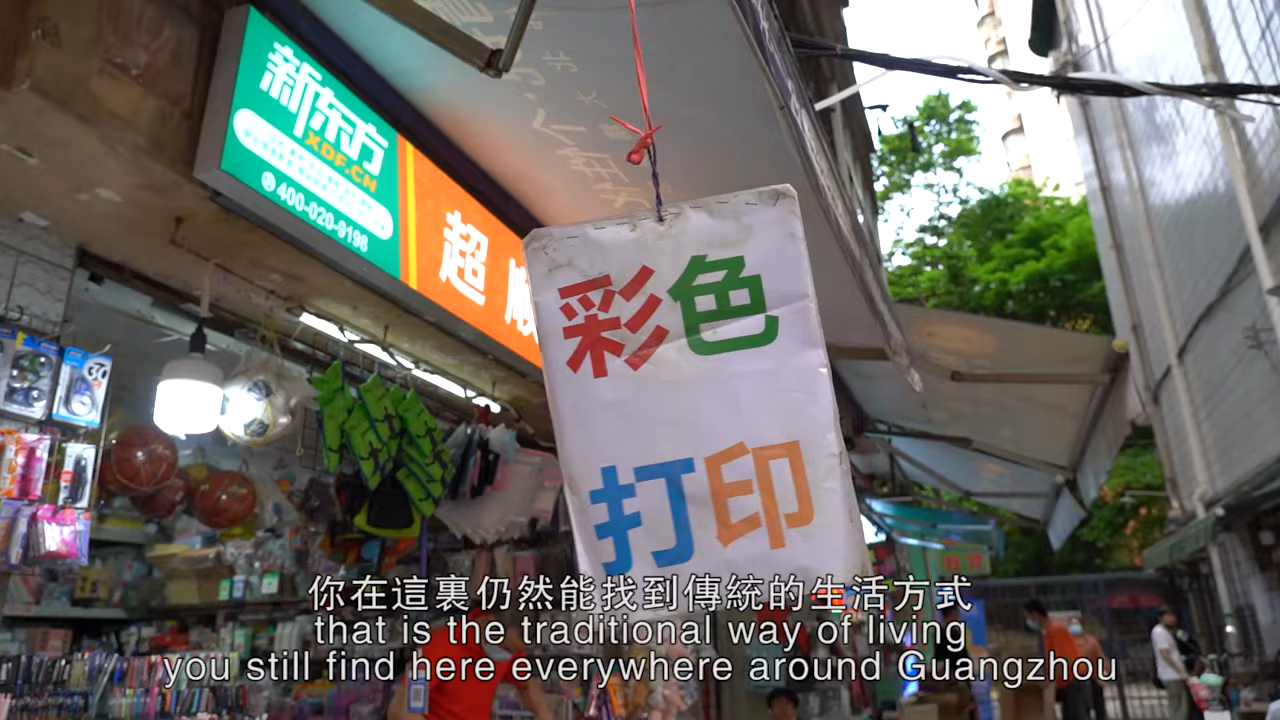 新东方
XDF.CN
400-020-9198
超顺
彩色
打印
你在這裏仍然能找到傳統的生活方式
that is the traditional way of living
you still find here everywhere around Guangzhou